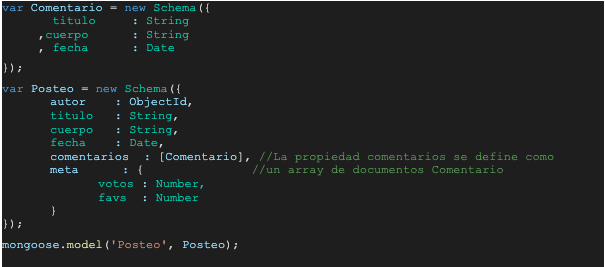 var Comentario = new Schema({
titulo : String
,cuerpo : String
, fecha : Date
});
var Posteo = new Schema({
autor : ObjectId,
titulo : String,
cuerpo : String,
fecha : Date,
comentarios : [Comentario], //La propiedad comentarios se define como
meta : { //un array de documentos Comentario
votos : Number,
favs : Number
}
});
mongoose.model('Posteo', Posteo);